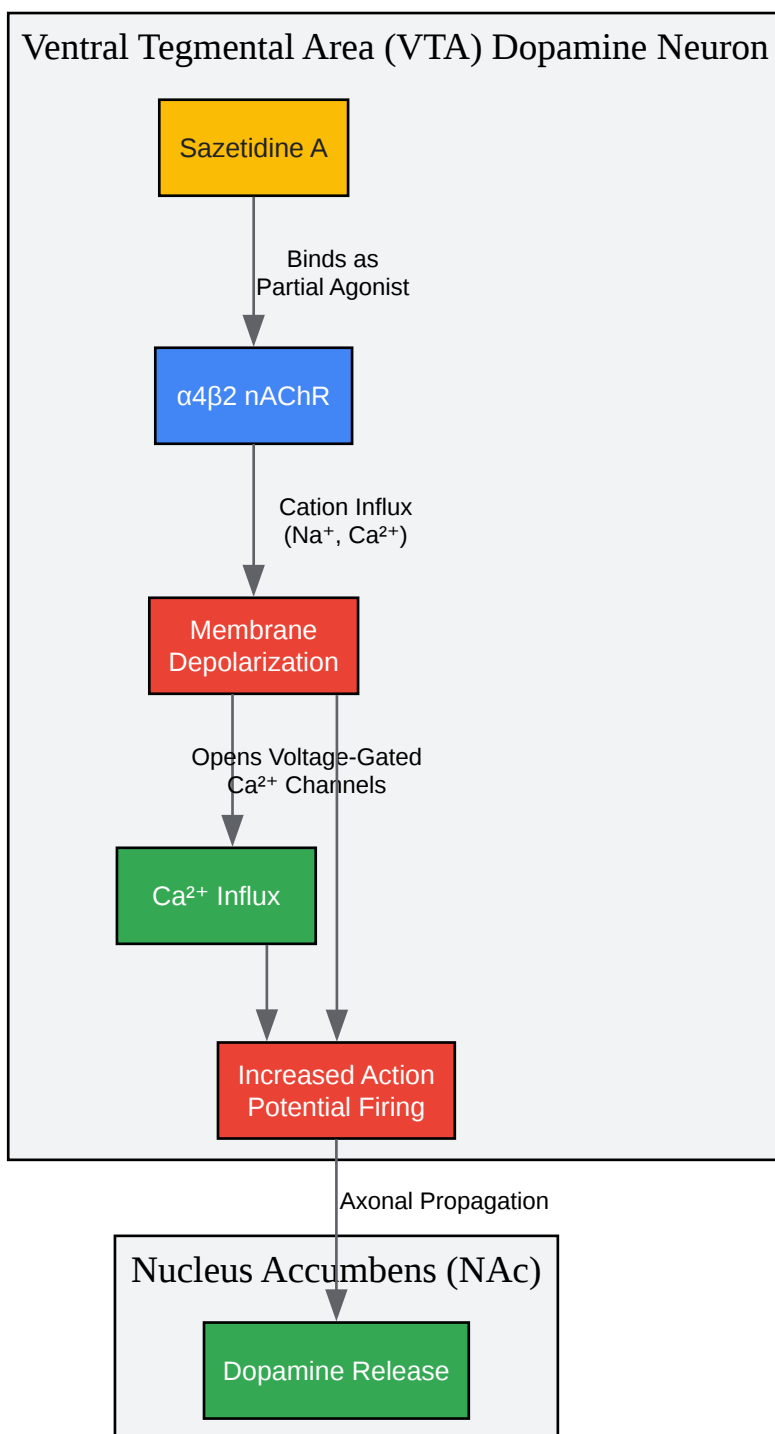 Ventral Tegmental Area (VTA) Dopamine Neuron
Sazetidine A
Binds as
Partial Agonist
α4β2 nAChR
Cation Influx
(Na⁺, Ca²⁺)
Membrane
Depolarization
Opens Voltage-Gated
Ca²⁺ Channels
Ca²⁺ Influx
Increased Action
Potential Firing
Axonal Propagation
Nucleus Accumbens (NAc)
Dopamine Release